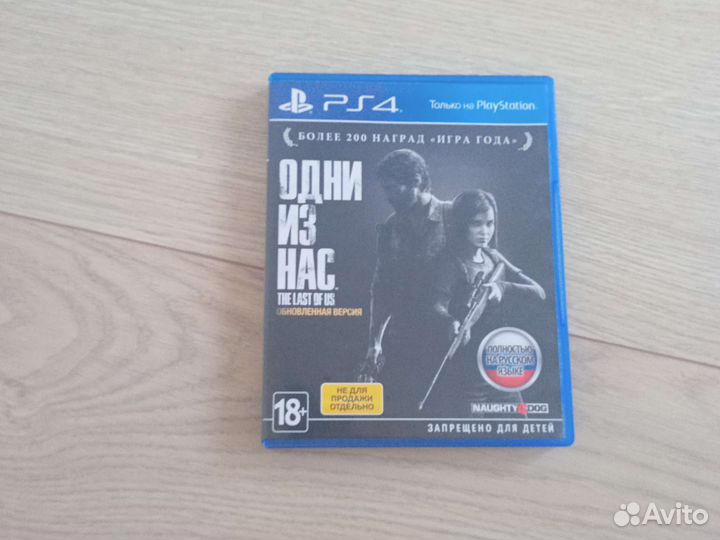 PS4
Только на PlayStation
БОЛЕЕ 200 НАГРАД «ИГРА ГОДА»
ОДНИ
ИЗ
НАС
THE LAST OF US
ОБНОВЛЕННАЯ ВЕРСИЯ
ПОЛНОСТЬЮ
НА РУССКОМ
ЯЗЫКЕ
НЕ ДЛЯ
ПРОДАЖИ
ОТДЕЛЬНО
18+
NAUGHTY DOG
ЗАПРЕЩЕНО ДЛЯ ДЕТЕЙ
Avito